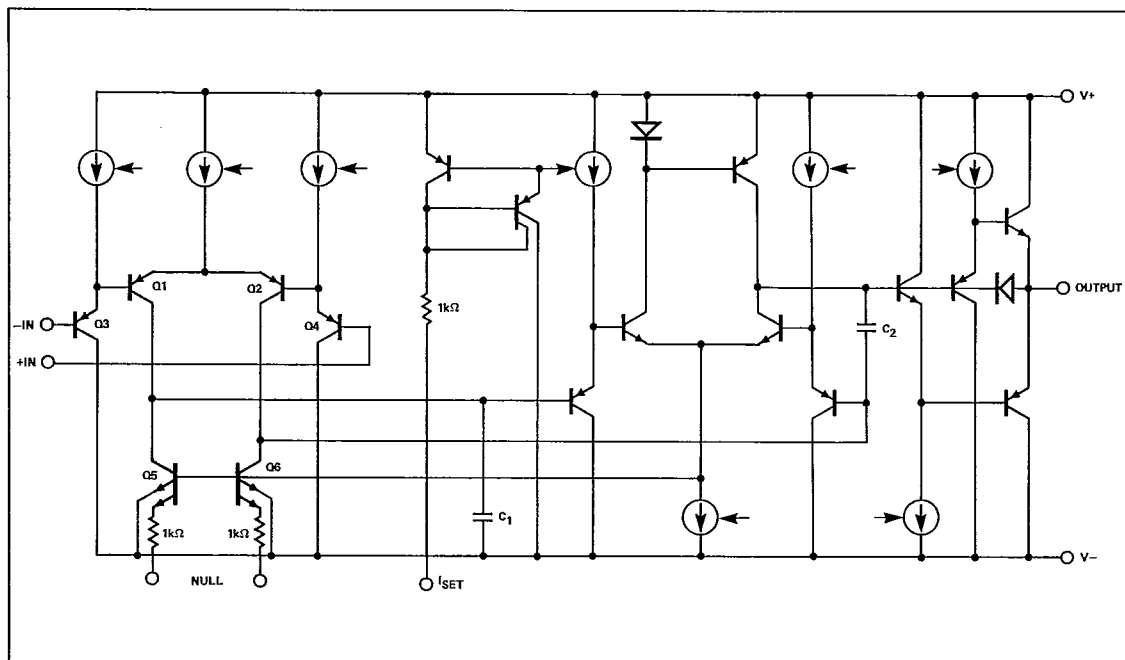 V+
Q1
Q2
Q3
Q4
–IN
+IN
1kΩ
OUTPUT
C2
Q5
Q6
C1
1kΩ
1kΩ
NULL
ISET
V–